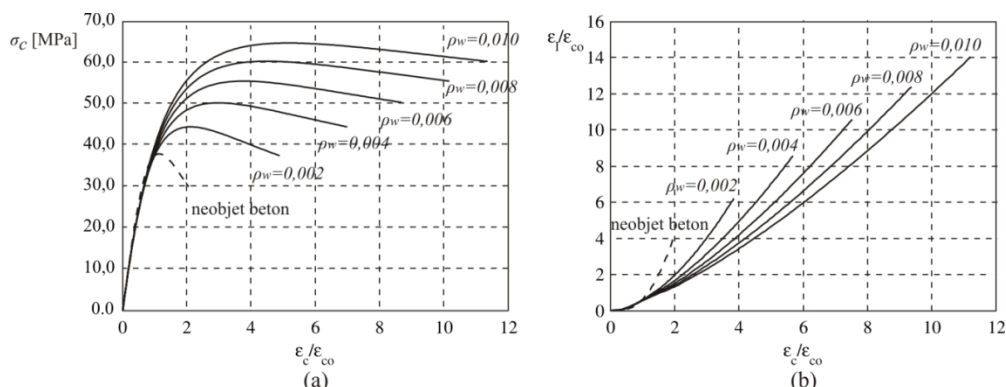 70,0
σc [MPa]
60,0
50,0
40,0
30,0
20,0
10,0
0.0
ρw=0,010
ρw=0,008
ρw=0,006
ρw=0,004
ρw=0,002
neobjet beton
0 2 4 6 8 10 12
εc/εco
(a)
16
εl/εco
14
12
10
8
6
4
2
0
ρw=0,010
ρw=0,008
ρw=0,006
ρw=0,004
ρw=0,002
neobjet beton
0 2 4 6 8 10 12
εc/εco
(b)